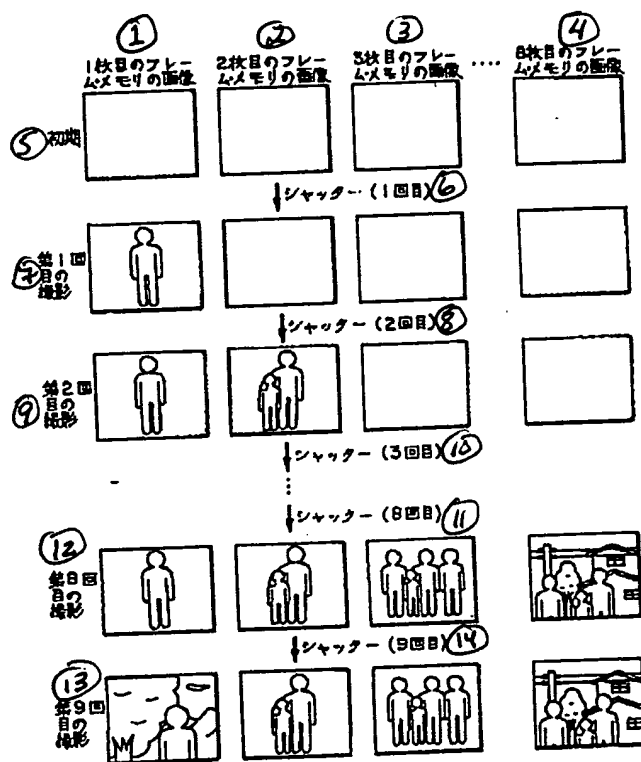 ① ② ③ ④
1枚目のフレー 2枚目のフレー 3枚目のフレー ‥‥ 8枚目のフレー
ム・メモリの画像 ム・メモリの画像 ム・メモリの画像 ム・メモリの画像
⑤ 初期
シャッター (1回目) ⑥
⑦ 第1回
目の
撮影
シャッター (2回目) ⑧
⑨ 第2回
目の
撮影
シャッター (3回目) ⑩
シャッター (8回目) ⑪
⑫
第8回
目の
撮影
シャッター (9回目) ⑭
⑬
第9回
目の
撮影